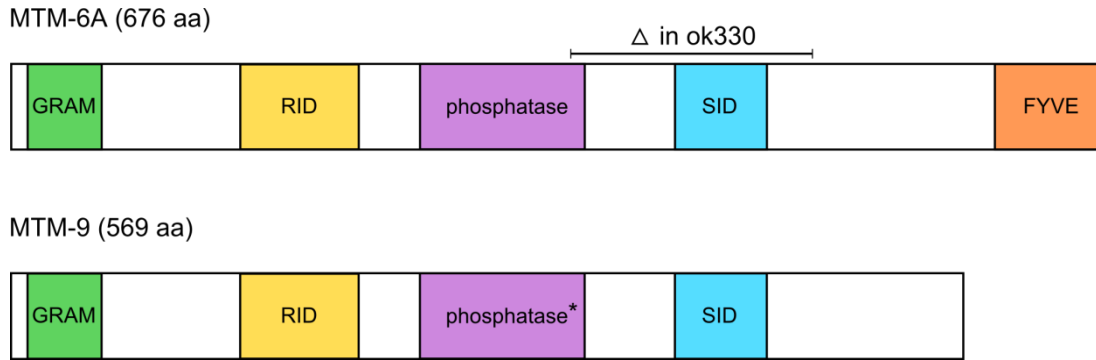 MTM-6A (676 aa)
△ in ok330
GRAM RID phosphatase SID FYVE
MTM-9 (569 aa)
GRAM RID phosphatase* SID